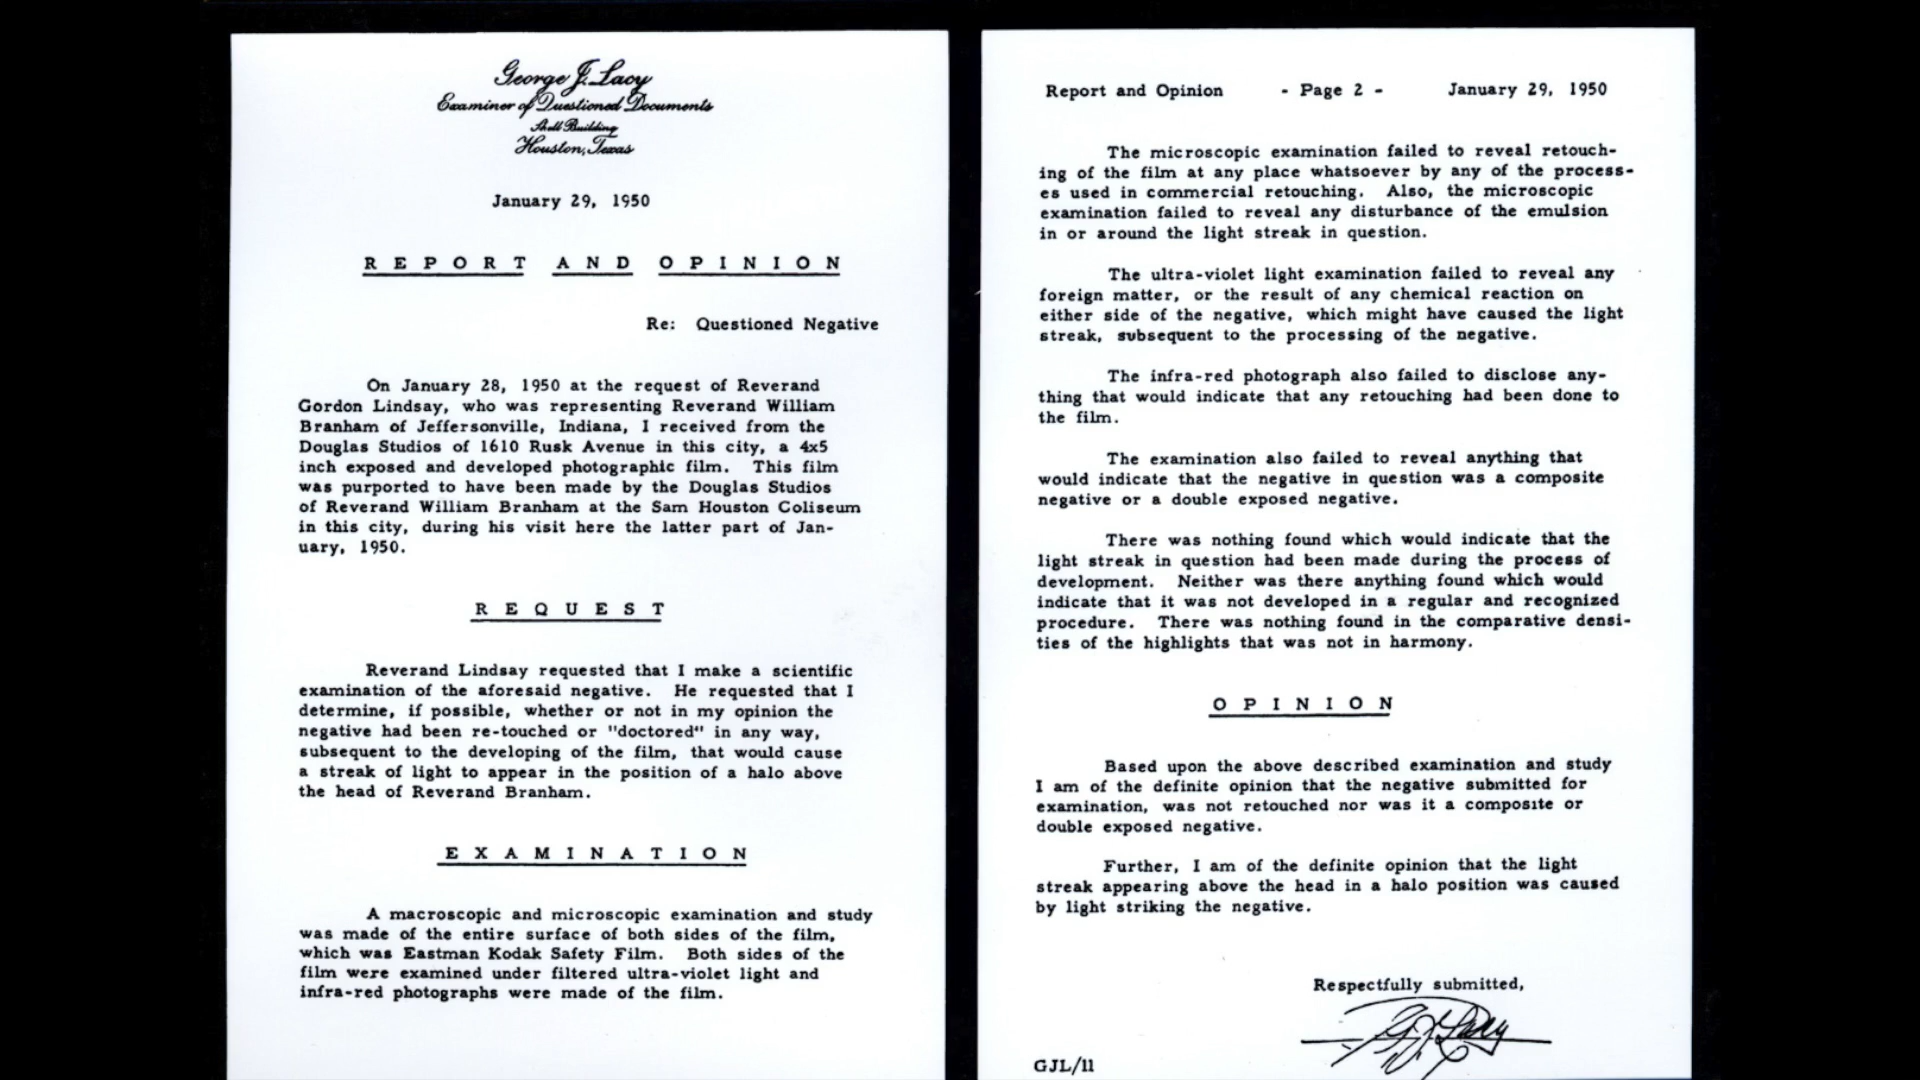 George J. Lacy
Examiner of Questioned Documents
Shell Building
Houston, Texas
January 29, 1950
REPORT AND OPINION
Re: Questioned Negative
On January 28, 1950 at the request of Reverand
Gordon Lindsay, who was representing Reverand William
Branham of Jeffersonville, Indiana, I received from the
Douglas Studios of 1610 Rusk Avenue in this city, a 4x5
inch exposed and developed photographic film. This film
was purported to have been made by the Douglas Studios
of Reverand William Branham at the Sam Houston Coliseum
in this city, during his visit here the latter part of Jan-
uary, 1950.
REQUEST
Reverand Lindsay requested that I make a scientific
examination of the aforesaid negative. He requested that I
determine, if possible, whether or not in my opinion the
negative had been re-touched or "doctored" in any way,
subsequent to the developing of the film, that would cause
a streak of light to appear in the position of a halo above
the head of Reverand Branham.
EXAMINATION
A macroscopic and microscopic examination and study
was made of the entire surface of both sides of the film,
which was Eastman Kodak Safety Film. Both sides of the
film were examined under filtered ultra-violet light and
infra-red photographs were made of the film.
Report and Opinion - Page 2 - January 29, 1950
The microscopic examination failed to reveal retouch-
ing of the film at any place whatsoever by any of the process-
es used in commercial retouching. Also, the microscopic
examination failed to reveal any disturbance of the emulsion
in or around the light streak in question.
The ultra-violet light examination failed to reveal any
foreign matter, or the result of any chemical reaction on
either side of the negative, which might have caused the light
streak, subsequent to the processing of the negative.
The infra-red photograph also failed to disclose any-
thing that would indicate that any retouching had been done to
the film.
The examination also failed to reveal anything that
would indicate that the negative in question was a composite
negative or a double exposed negative.
There was nothing found which would indicate that the
light streak in question had been made during the process of
development. Neither was there anything found which would
indicate that it was not developed in a regular and recognized
procedure. There was nothing found in the comparative densi-
ties of the highlights that was not in harmony.
OPINION
Based upon the above described examination and study
I am of the definite opinion that the negative submitted for
examination, was not retouched nor was it a composite or
double exposed negative.
Further, I am of the definite opinion that the light
streak appearing above the head in a halo position was caused
by light striking the negative.
Respectfully submitted,
G J Lacy
GJL/11